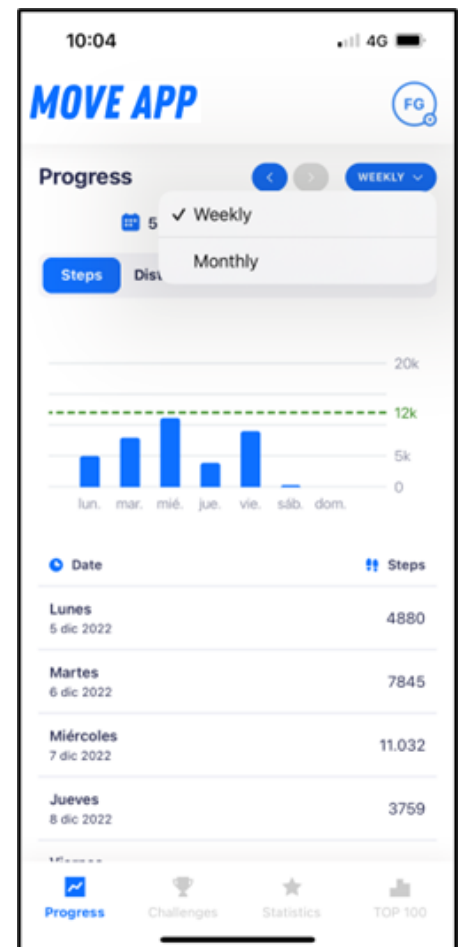 10:04 4G
MOVE APP FG
Progress WEEKLY
5
✓ Weekly
Monthly
Steps
20k
12k
5k
0
lun. mar. mié. jue. vie. sáb. dom.
Date Steps
Lunes 4880
5 dic 2022
Martes 7845
6 dic 2022
Miércoles 11.032
7 dic 2022
Jueves 3759
8 dic 2022
Progress Challenges Statistics TOP 100